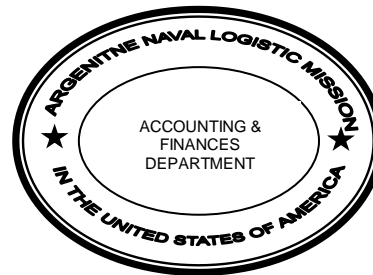 ARGENITNE NAVAL LOGISTIC MISSION
ACCOUNTING &
FINANCES
DEPARTMENT
IN THE UNITED STATES OF AMERICA